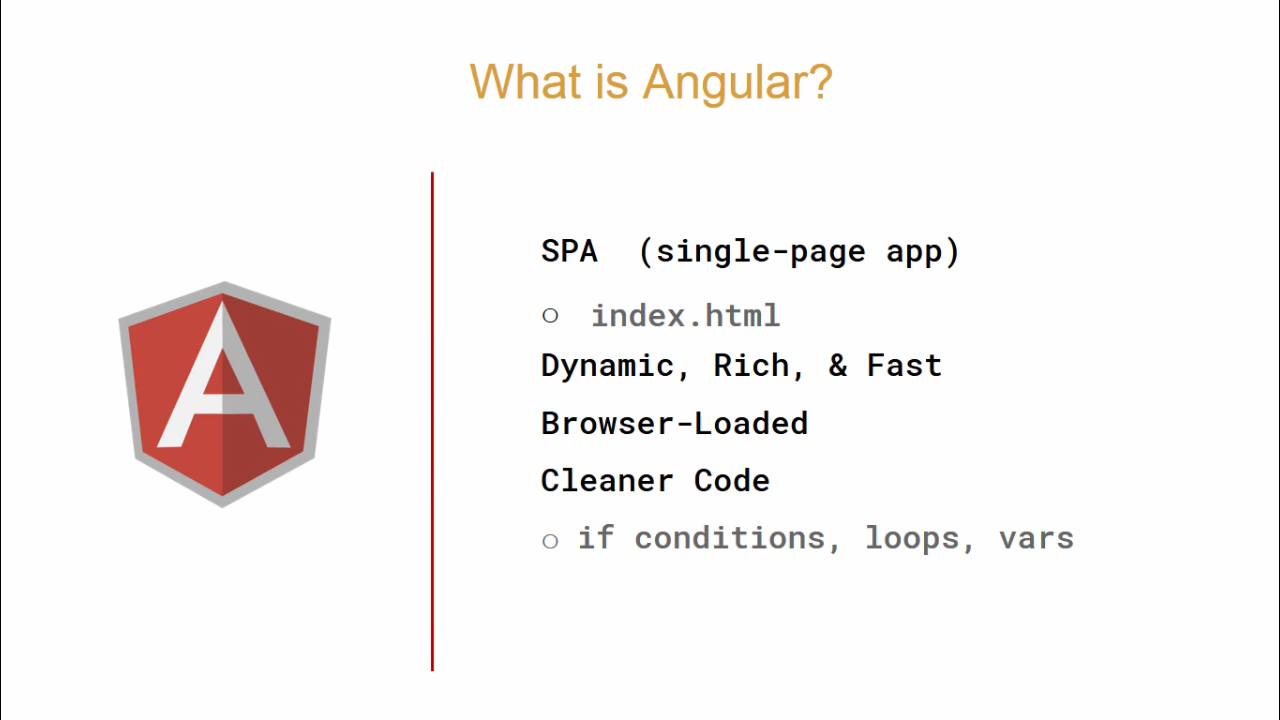 What is Angular?
SPA (single-page app)
○ index.html
Dynamic, Rich, & Fast
Browser-Loaded
Cleaner Code
○ if conditions, loops, vars
A